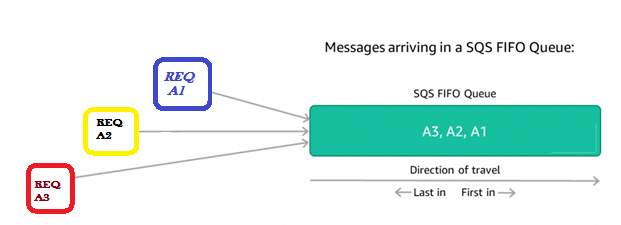 Messages arriving in a SQS FIFO Queue:
REQ
A1
SQS FIFO Queue
REQ
A2
A3, A2, A1
REQ
A3
Direction of travel
Last in First in